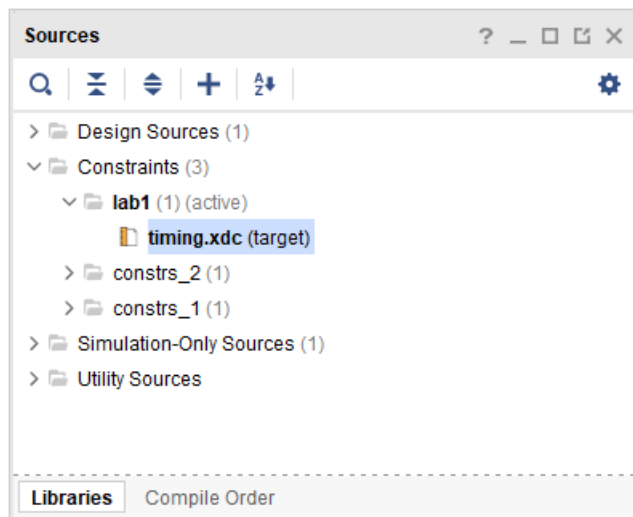 Sources ?
A Z
Design Sources (1)
Constraints (3)
lab1 (1) (active)
timing.xdc (target)
constrs_2 (1)
constrs_1 (1)
Simulation-Only Sources (1)
Utility Sources
Libraries Compile Order